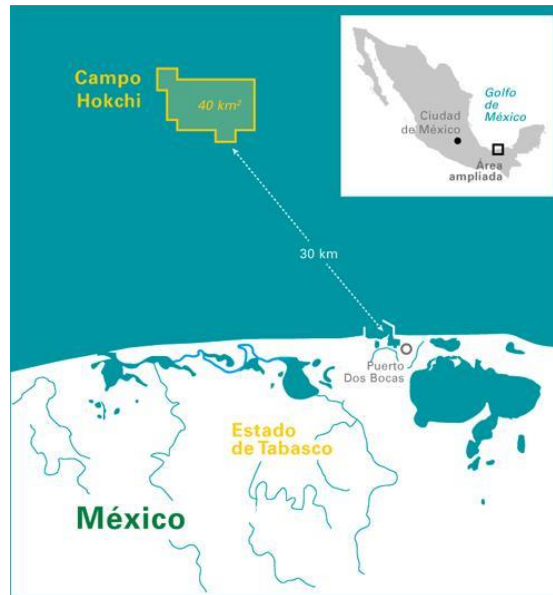 Campo
Hokchi
40 km²
Golfo
de
México
Ciudad
de México
Área
ampliada
30 km
Puerto
Dos Bocas
Estado
de Tabasco
México